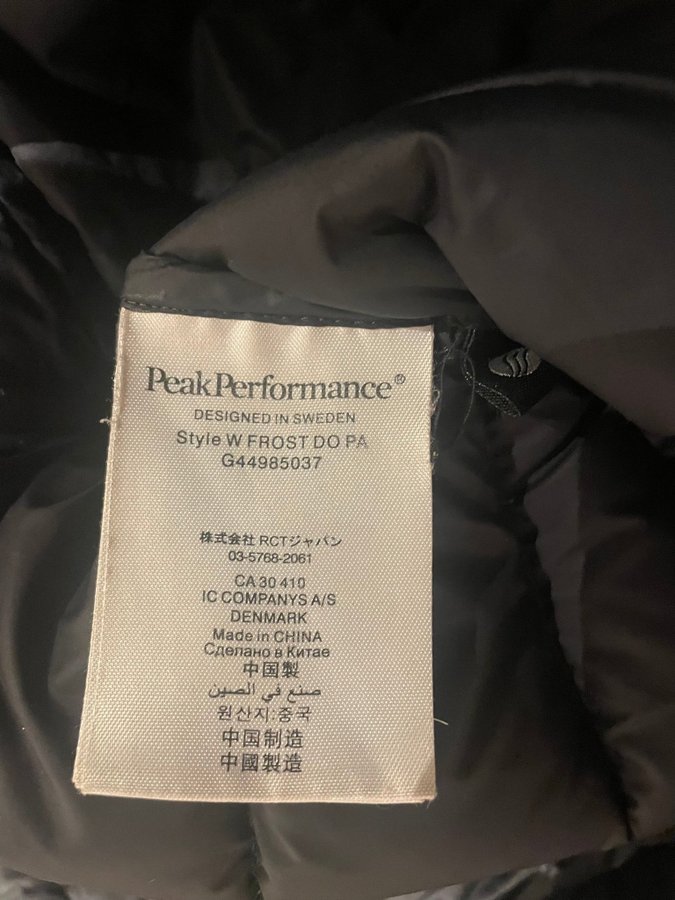 PeakPerformance®
DESIGNED IN SWEDEN
Style W FROST DO PA
G44985037
株式会社 RCTジャパン
03-5768-2061
CA 30 410
IC COMPANYS A/S
DENMARK
Made in CHINA
Сделано в Китае
中国製
صنع في الصين
원산지:중국
中国制造
中國製造